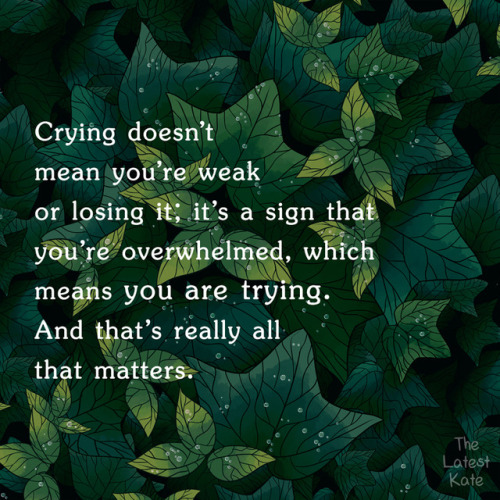 Crying doesn't
mean you're weak
or losing it; it's a sign that
you're overwhelmed, which
means you are trying.
And that's really all
that matters.
The
Latest
Kate